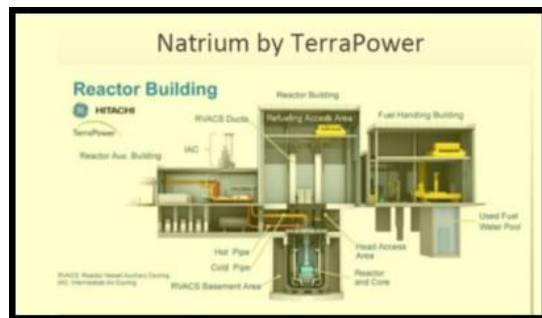 Natrium by TerraPower
Reactor Building
HITACHI
TerraPower
Reactor Building
RVACS Ducts
Refueling Access Area
Fuel Handling Building
IAC
Reactor Aux. Building
Used Fuel
Water Pool
Hot Pipe
Cold Pipe
Head Access
Area
RVACS: Reactor Vessel Auxiliary Cooling
IAC: Intermediate Air Cooling
RVACS Basement Area
Reactor
and Core